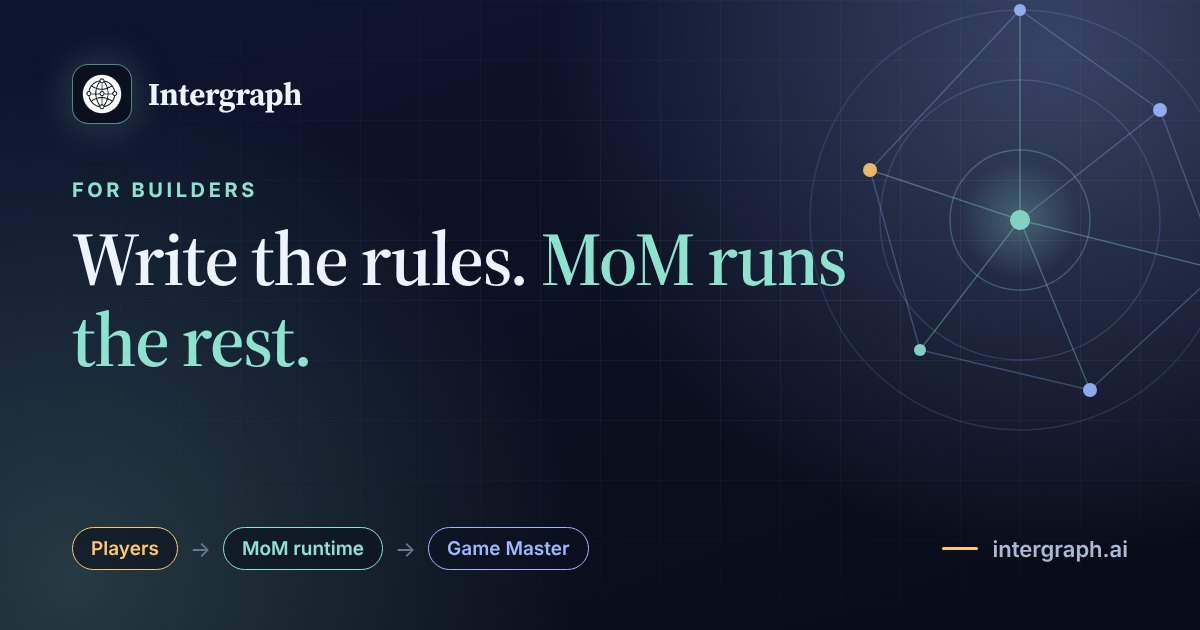 Intergraph
FOR BUILDERS
Write the rules. MoM runs
the rest.
Players → MoM runtime → Game Master
intergraph.ai